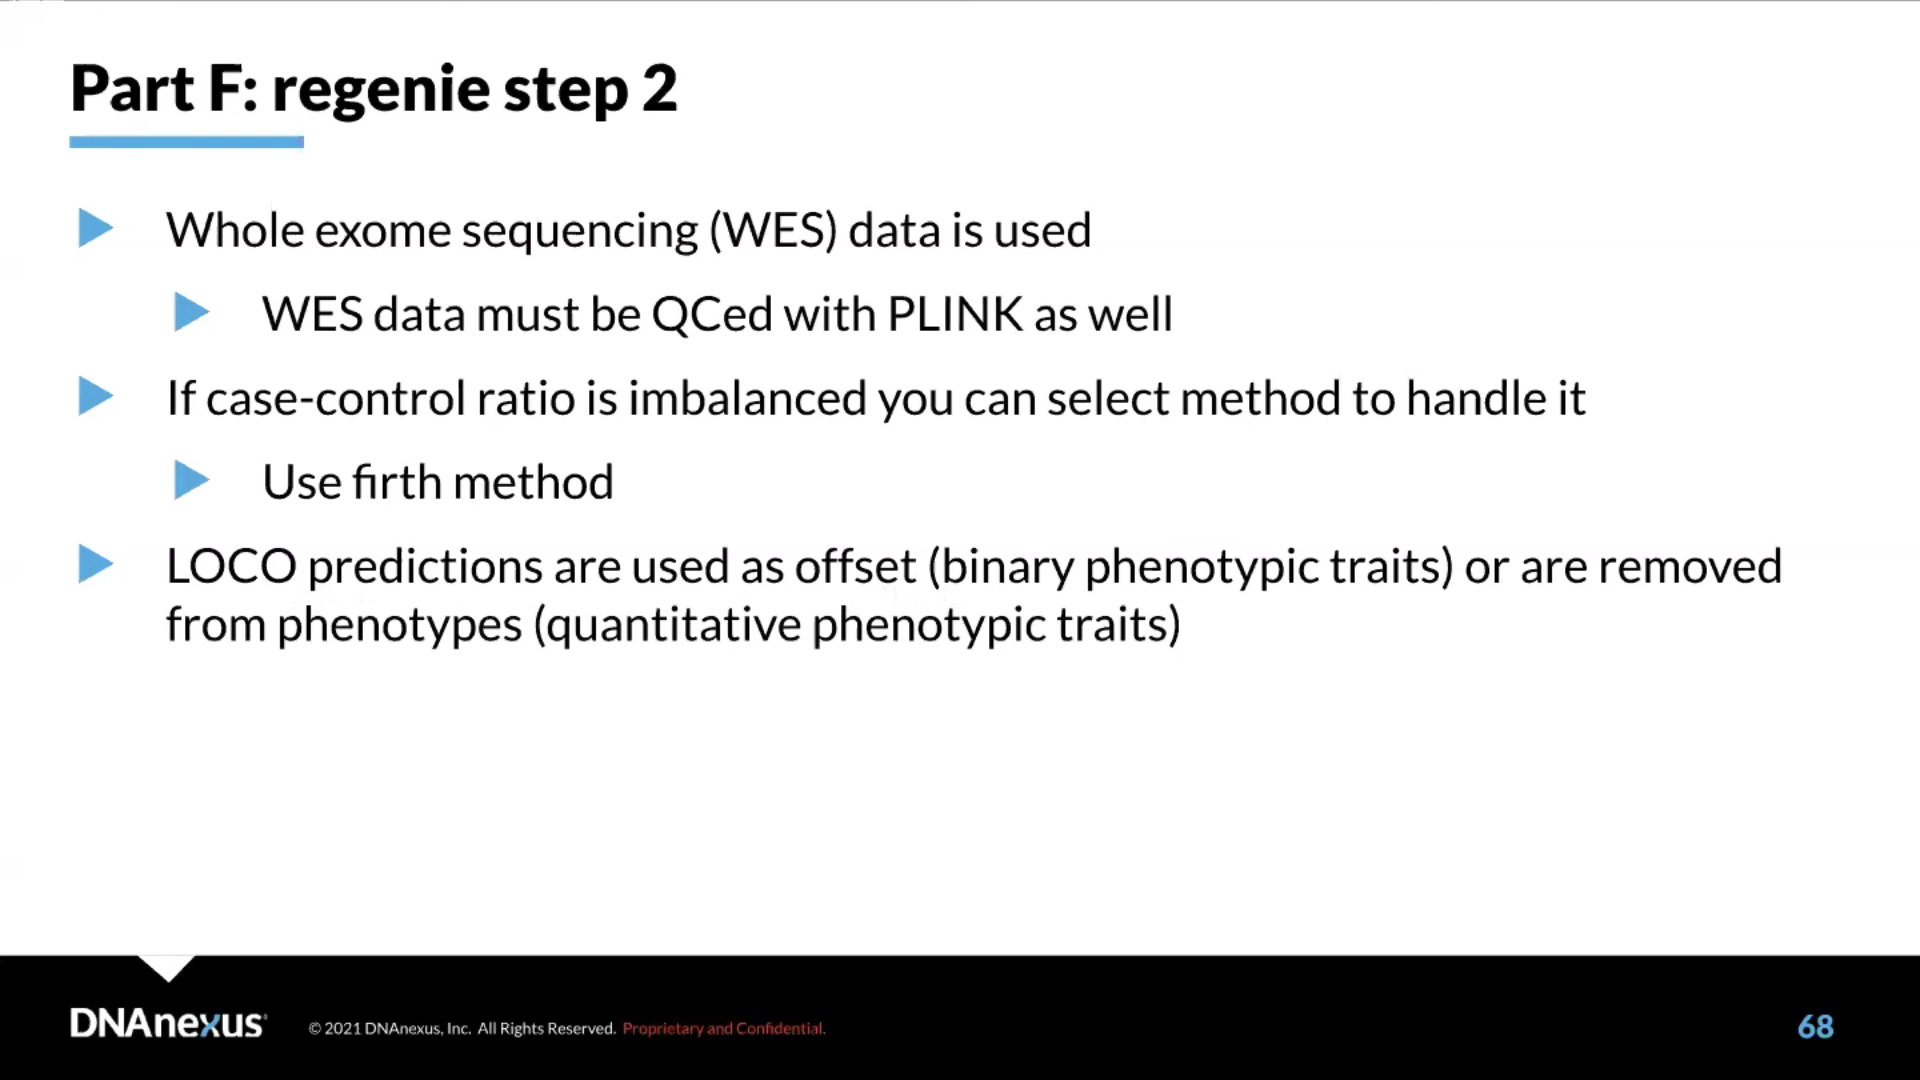 Part F: regenie step 2
Whole exome sequencing (WES) data is used
WES data must be QCed with PLINK as well
If case-control ratio is imbalanced you can select method to handle it
Use firth method
LOCO predictions are used as offset (binary phenotypic traits) or are removed
from phenotypes (quantitative phenotypic traits)
DNAnexus © 2021 DNAnexus, Inc. All Rights Reserved. Proprietary and Confidential. 68